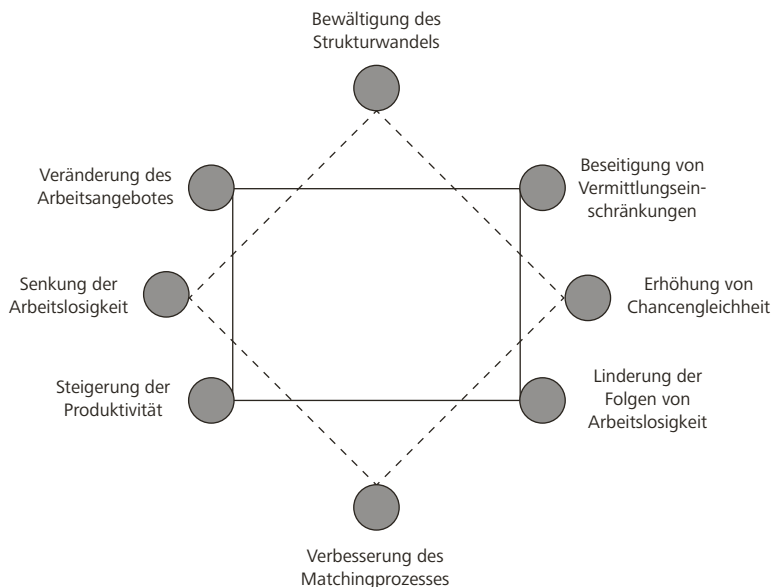 Bewältigung des
Strukturwandels
Veränderung des
Arbeitsangebotes
Beseitigung von
Vermittlungsein-
schränkungen
Senkung der
Arbeitslosigkeit
Erhöhung von
Chancengleichheit
Steigerung der
Produktivität
Linderung der
Folgen von
Arbeitslosigkeit
Verbesserung des
Matchingprozesses